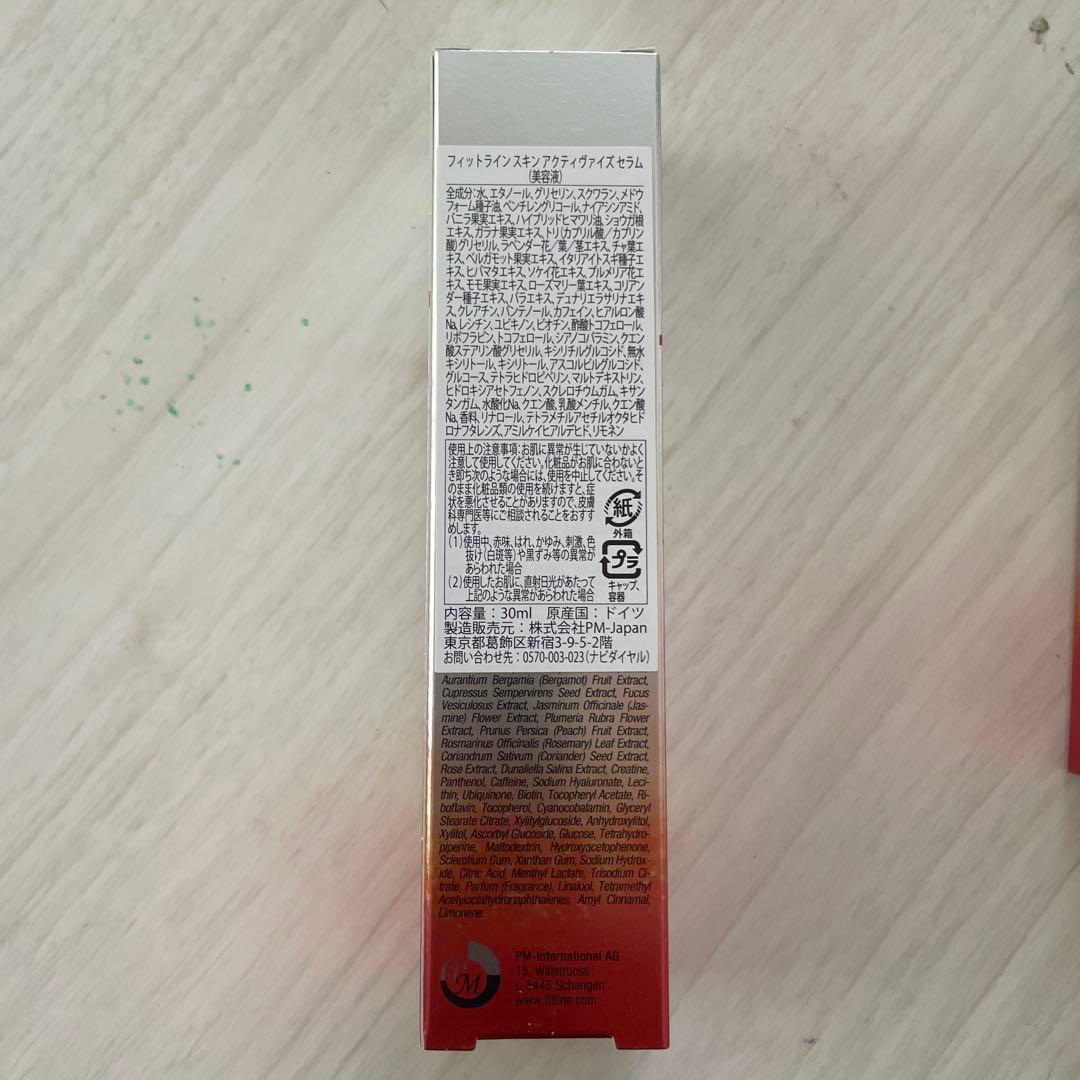 フィットライン スキン アクティヴァイズ セラム
(美容液)
全成分:水、エタノール、グリセリン、スクワラン、メドウ
フォーム種子油、ペンチレングリコール、ナイアシンアミド、
バニラ果実エキス、ハイブリッドヒマワリ油、ショウガ根
エキス、ガラナ果実エキス、トリ(カプリル酸/カプリン
酸)グリセリル、ラベンダー花/葉/茎エキス、チャ葉エ
キス、ベルガモット果実エキス、イタリアイトスギ種子エ
キス、ヒバマタエキス、ソケイ花エキス、プルメリア花エ
キス、モモ果実エキス、ローズマリー葉エキス、コリアン
ダー種子エキス、バラエキス、デュナリエラサリナエキ
ス、クレアチン、パンテノール、カフェイン、ヒアルロン酸
Na、レシチン、ユビキノン、ビオチン、酢酸トコフェロール、
リボフラビン、トコフェロール、シアノコバラミン、クエン
酸ステアリン酸グリセリル、キシリチルグルコシド、無水
キシリトール、キシリトール、アスコルビルグルコシド、
グルコース、テトラヒドロピペリン、マルトデキストリン、
ヒドロキシアセトフェノン、スクレロチウムガム、キサン
タンガム、水酸化Na、クエン酸、乳酸メンチル、クエン酸
Na、香料、リナロール、テトラメチルアセチルオクタヒド
ロナフタレンズ、アミルケイヒアルデヒド、リモネン
使用上の注意事項:お肌に異常が生じていないかよく
注意して使用してください。化粧品がお肌に合わないと
き即ち次のような場合には、使用を中止してください。そ
のまま化粧品類の使用を続けますと、症
状を悪化させることがありますので、皮膚
科専門医等にご相談されることをおすす
めします。
(1)使用中、赤味、はれ、かゆみ、刺激、色
抜け(白斑等)や黒ずみ等の異常が
あらわれた場合
(2)使用したお肌に、直射日光があたって
上記のような異常があらわれた場合
紙
外箱
プラ
キャップ、
容器
内容量:30ml 原産国:ドイツ
製造販売元:株式会社PM-Japan
東京都葛飾区新宿3-9-5-2階
お問い合わせ先:0570-003-023(ナビダイヤル)
Aurantium Bergamia (Bergamot) Fruit Extract,
Cupressus Sempervirens Seed Extract, Fucus
Vesiculosus Extract, Jasminum Officinale (Jas-
mine) Flower Extract, Plumeria Rubra Flower
Extract, Prunus Persica (Peach) Fruit Extract,
Rosmarinus Officinalis (Rosemary) Leaf Extract,
Coriandrum Sativum (Coriander) Seed Extract,
Rose Extract, Dunaliella Salina Extract, Creatine,
Panthenol, Caffeine, Sodium Hyaluronate, Leci-
thin, Ubiquinone, Biotin, Tocopheryl Acetate, Ri-
boflavin, Tocopherol, Cyanocobalamin, Glyceryl
Stearate Citrate, Xylitylglucoside, Anhydroxylitol,
Xylitol, Ascorbyl Glucoside, Glucose, Tetrahydro-
piperine, Maltodextrin, Hydroxyacetophenone,
Sclerotium Gum, Xanthan Gum, Sodium Hydrox-
ide, Citric Acid, Menthyl Lactate, Trisodium Ci-
trate, Parfum (Fragrance), Linalool, Tetramethyl
Acetyloctahydronaphthalenes, Amyl Cinnamal,
Limonene.
PM
PM-International AG
15, Wäistrooss
L-5445 Schengen
www.fitline.com